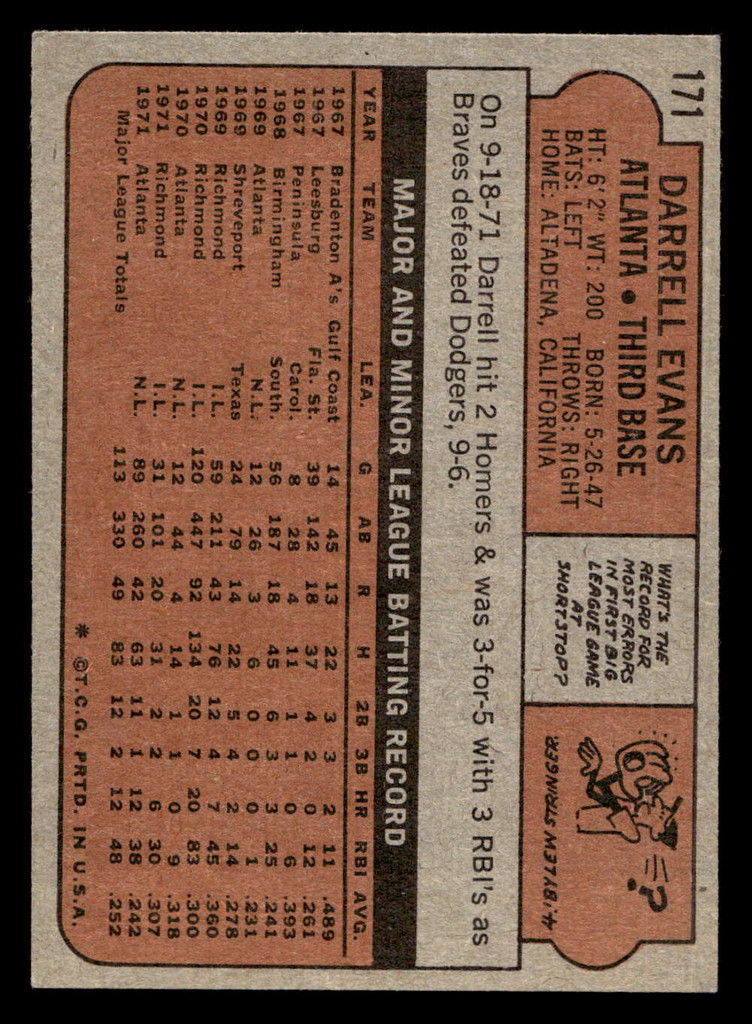 171
DARRELL EVANS
ATLANTA • THIRD BASE
HT: 6'2" WT: 200 BORN: 5-26-47
BATS: LEFT THROWS: RIGHT
HOME: ALTADENA, CALIFORNIA
WHAT'S THE
RECORD FOR
MOST ERRORS
IN FIRST BIG
LEAGUE GAME
AT
SHORTSTOP?
?
A. 1 BY LEW STRINGER
On 9-18-71 Darrell hit 2 Homers & was 3-for-5 with 3 RBI's as
Braves defeated Dodgers, 9-6.
MAJOR AND MINOR LEAGUE BATTING RECORD
YEAR TEAM LEA. G AB R H 2B 3B HR RBI AVG.
1967 Bradenton A's Gulf Coast 14 45 13 22 3 3 2 11 .489
1967 Leesburg Fla. St. 39 142 18 37 4 2 0 12 .261
1967 Peninsula Carol. 8 28 4 11 1 1 0 6 .393
1968 Birmingham South. 56 187 18 45 6 3 3 25 .241
1969 Atlanta N.L. 12 26 3 6 0 0 0 1 .231
1969 Shreveport Texas 24 79 14 22 5 4 2 14 .278
1969 Richmond I.L. 59 211 43 76 12 4 7 45 .360
1970 Richmond I.L. 120 447 92 134 20 7 20 83 .300
1970 Atlanta N.L. 12 44 4 14 1 1 0 9 .318
1971 Richmond I.L. 31 101 20 31 2 2 6 30 .307
1971 Atlanta N.L. 89 260 42 63 11 1 12 38 .242
Major League Totals 113 330 49 83 12 2 12 48 .252
* ©T.C.G. PRTD. IN U.S.A.